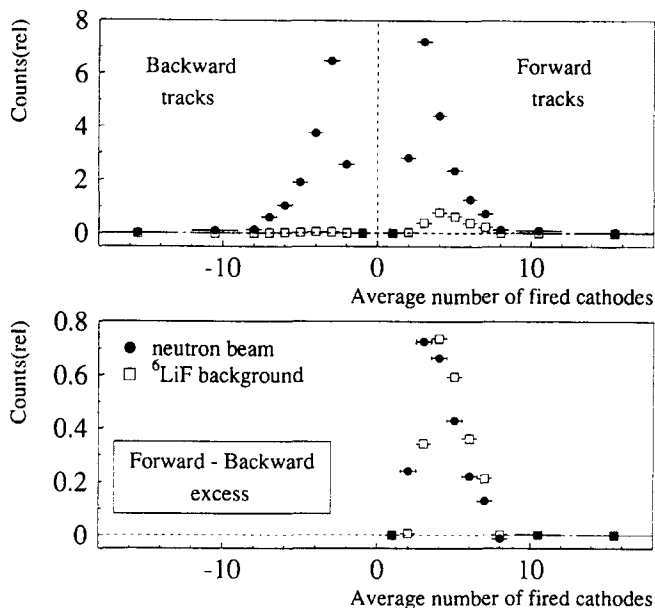 Counts(rel)
8
6
4
2
0
Backward
tracks
Forward
tracks
-10
0
10
Average number of fired cathodes
Counts(rel)
0.8
0.6
0.4
0.2
0
neutron beam
⁶LiF background
Forward - Backward
excess
-10
0
10
Average number of fired cathodes